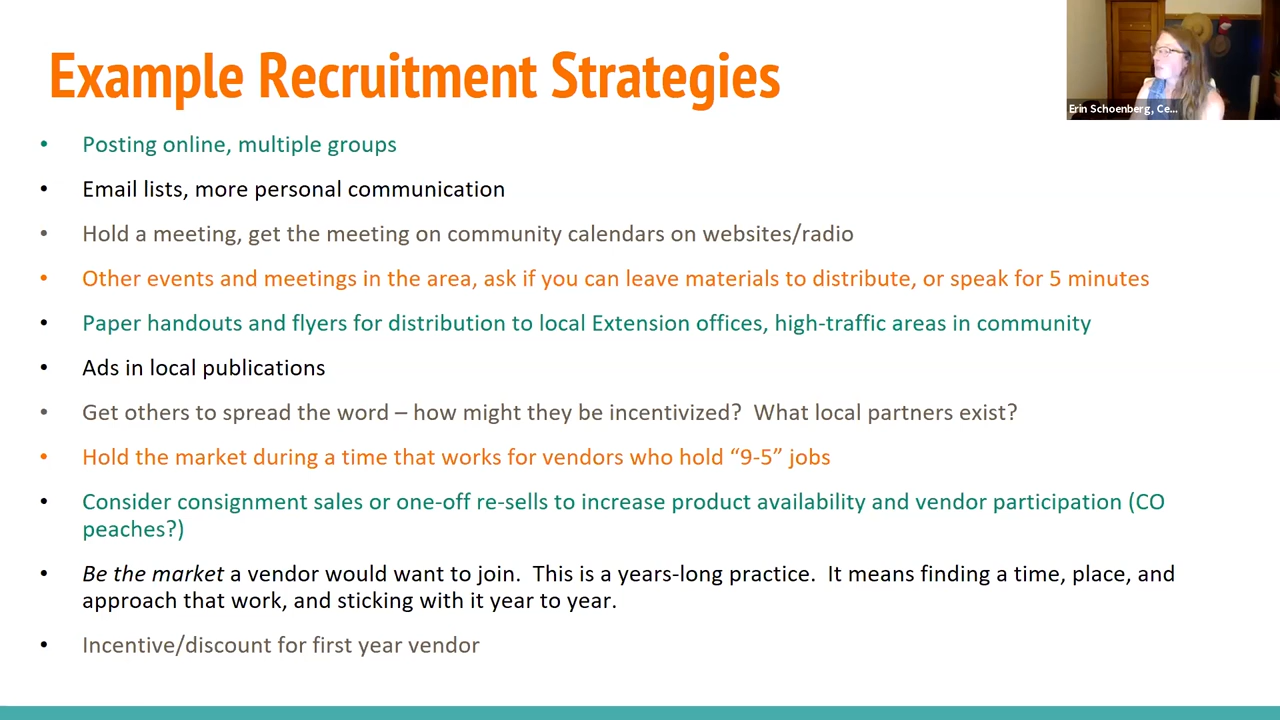 Example Recruitment Strategies
Erin Schoenberg, Ce...
• Posting online, multiple groups
• Email lists, more personal communication
• Hold a meeting, get the meeting on community calendars on websites/radio
• Other events and meetings in the area, ask if you can leave materials to distribute, or speak for 5 minutes
• Paper handouts and flyers for distribution to local Extension offices, high-traffic areas in community
• Ads in local publications
• Get others to spread the word – how might they be incentivized?  What local partners exist?
• Hold the market during a time that works for vendors who hold “9-5” jobs
• Consider consignment sales or one-off re-sells to increase product availability and vendor participation (CO
peaches?)
• Be the market a vendor would want to join.  This is a years-long practice.  It means finding a time, place, and
approach that work, and sticking with it year to year.
• Incentive/discount for first year vendor